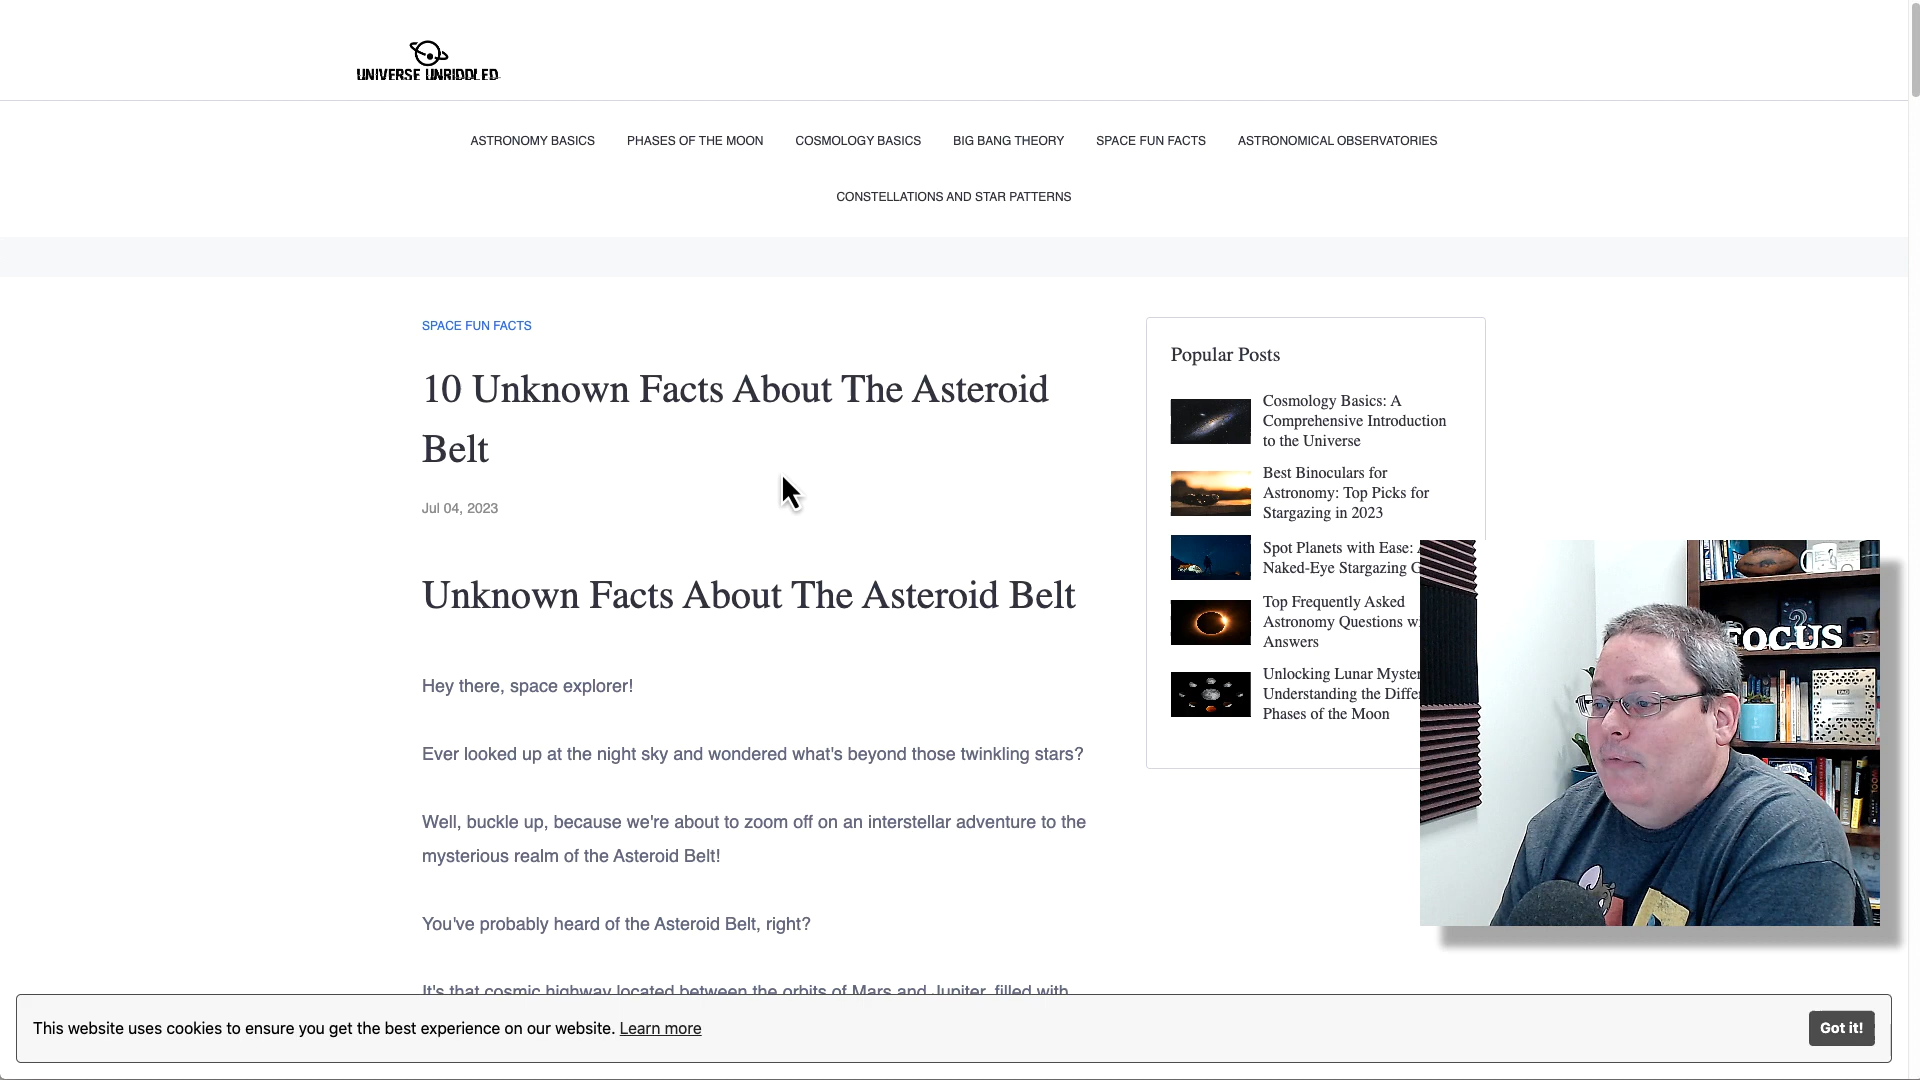 UNIVERSE UNRIDDLED
ASTRONOMY BASICS
PHASES OF THE MOON
COSMOLOGY BASICS
BIG BANG THEORY
SPACE FUN FACTS
ASTRONOMICAL OBSERVATORIES
CONSTELLATIONS AND STAR PATTERNS
SPACE FUN FACTS
10 Unknown Facts About The Asteroid
Belt
Jul 04, 2023
Unknown Facts About The Asteroid Belt
Hey there, space explorer!
Ever looked up at the night sky and wondered what's beyond those twinkling stars?
Well, buckle up, because we're about to zoom off on an interstellar adventure to the
mysterious realm of the Asteroid Belt!
You've probably heard of the Asteroid Belt, right?
It's that cosmic highway located between the orbits of Mars and Jupiter, filled with
Popular Posts
Cosmology Basics: A
Comprehensive Introduction
to the Universe
Best Binoculars for
Astronomy: Top Picks for
Stargazing in 2023
Spot Planets with Ease:
Naked-Eye Stargazing
Top Frequently Asked
Astronomy Questions
Answers
Unlocking Lunar
Understanding the
Phases of the Moon
FOCUS
This website uses cookies to ensure you get the best experience on our website. Learn more
Got it!